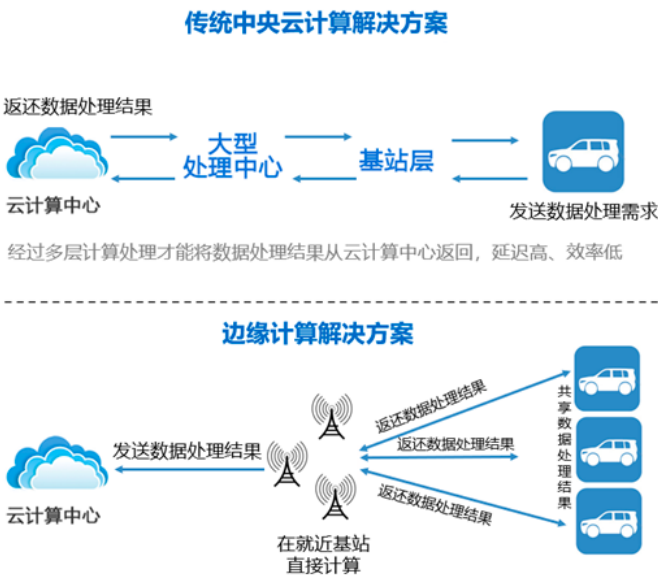 传统中央云计算解决方案
返还数据处理结果
大型
处理中心
基站层
云计算中心
发送数据处理需求
经过多层计算处理才能将数据处理结果从云计算中心返回，延迟高、效率低
边缘计算解决方案
返还数据处理结果
共享数据处理结果
发送数据处理结果
返还数据处理结果
返还数据处理结果
云计算中心
在就近基站
直接计算